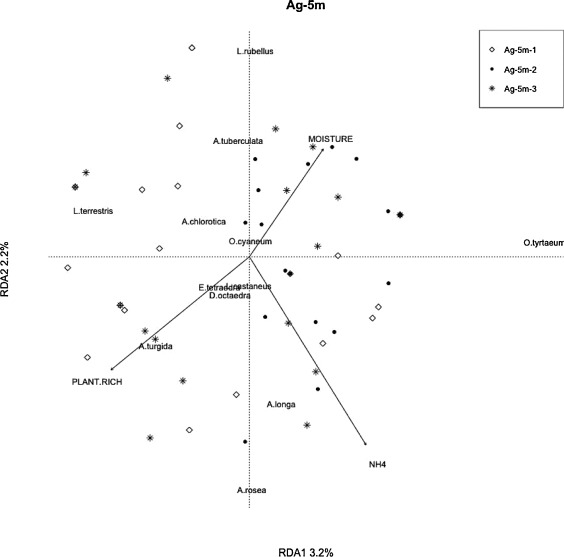 Ag-5m
L.rubellus
Ag-5m-1
Ag-5m-2
Ag-5m-3
A.tuberculata
MOISTURE
L.terrestris
A.chlorotica
O.cyaneum
O.tyrtaeum
RDA2 2.2%
E.tetraedra
L.castaneus
D.octaedra
A.turgida
PLANT.RICH
A.longa
NH4
A.rosea
RDA1 3.2%